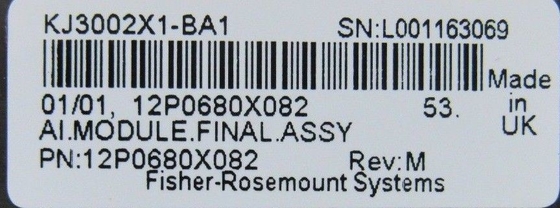 KJ3002X1-BA1 SN:L001163069
01/01, 12P0680X082 53. Made in UK
AI.MODULE.FINAL.ASSY
PN:12P0680X082 Rev:M
Fisher-Rosemount Systems